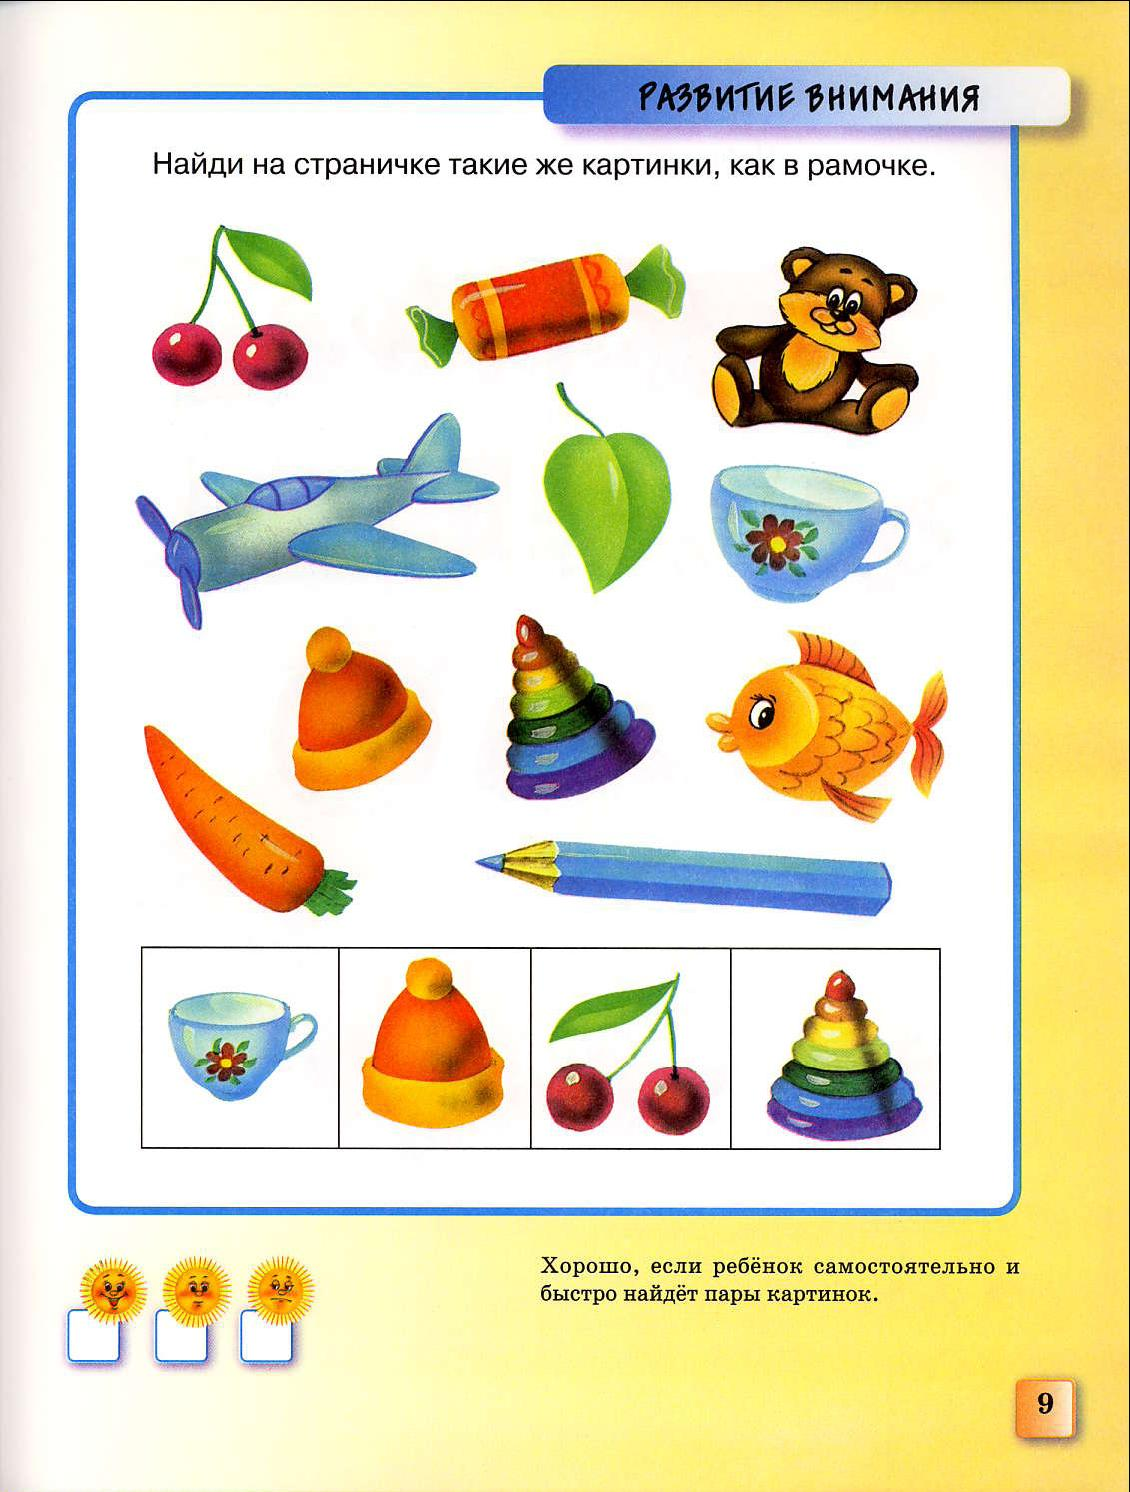 РАЗВИТИЕ ВНИМАНИЯ
Найди на страничке такие же картинки, как в рамочке.
Хорошо, если ребёнок самостоятельно и
быстро найдёт пары картинок.
9